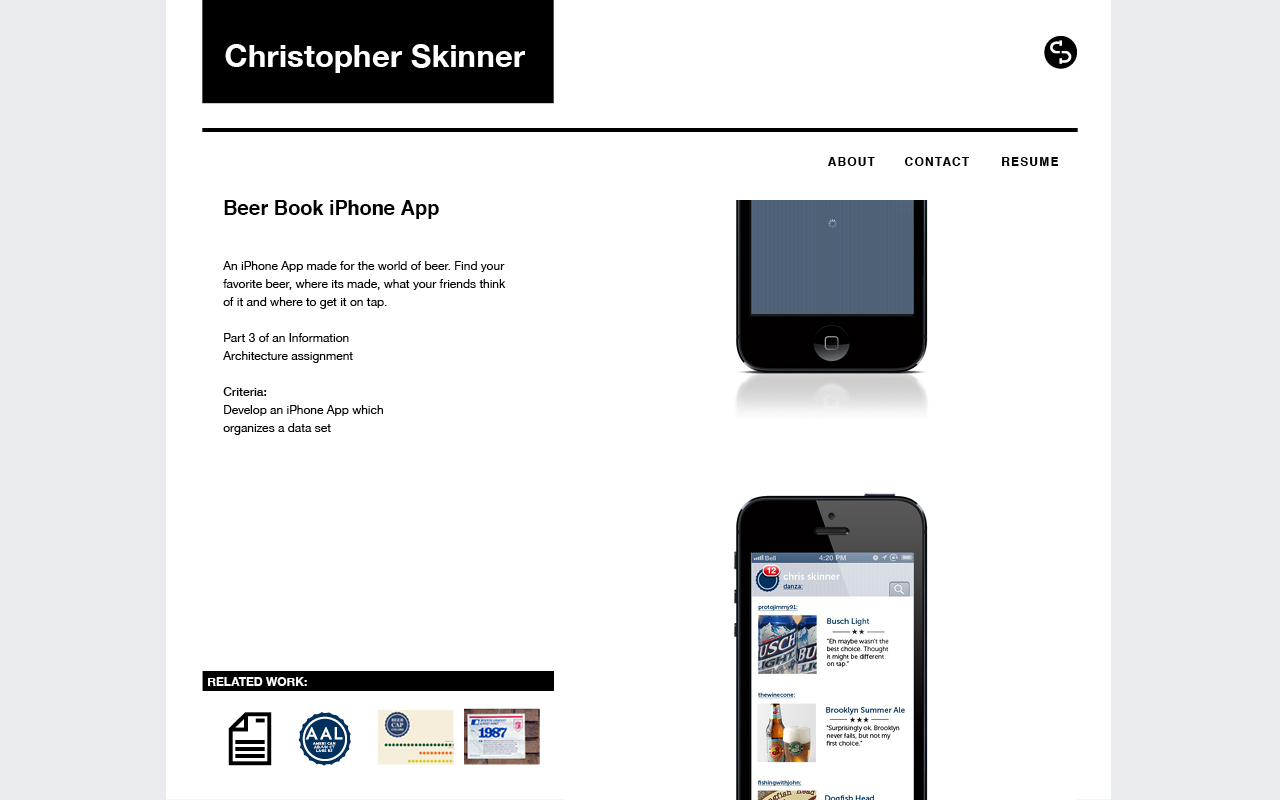 Christopher Skinner
ABOUT
CONTACT
RESUME
Beer Book iPhone App
An iPhone App made for the world of beer. Find your
favorite beer, where its made, what your friends think
of it and where to get it on tap.
Part 3 of an Information
Architecture assignment
Criteria:
Develop an iPhone App which
organizes a data set
RELATED WORK:
AAL
BEER
CAP
1987
Bell
4:20 PM
12
chris skinner
danza:
protojimmy91:
BUSCH
LIGHT
BU
Busch Light
"Eh maybe wasn't the
best choice. Thought
it might be different
on tap."
thewinecone:
Brooklyn Summer Ale
"Surprisingly ok. Brooklyn
never fails, but not my
first choice."
fishingwithjohn:
Dogfish Head